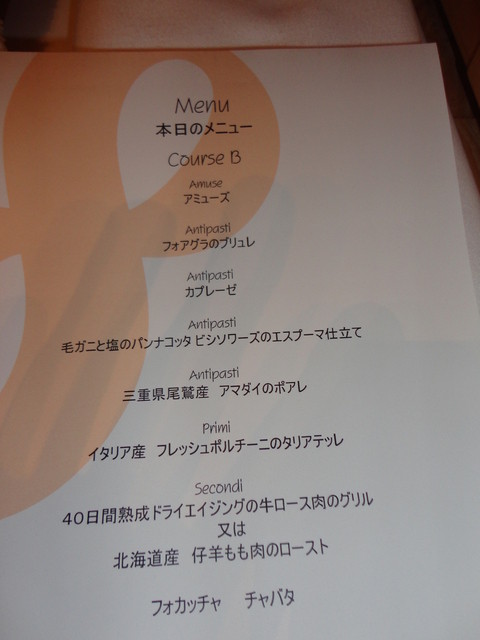 Menu
本日のメニュー
Course B
Amuse
アミューズ
Antipasti
フォアグラのブリュレ
Antipasti
カプレーゼ
Antipasti
毛ガニと塩のパンナコッタ ビシソワーズのエスプーマ仕立て
Antipasti
三重県尾鷲産 アマダイのポアレ
Primi
イタリア産 フレッシュポルチーニのタリアテッレ
Secondi
40日間熟成ドライエイジングの牛ロース肉のグリル
又は
北海道産 仔羊もも肉のロースト
フォカッチャ チャバタ